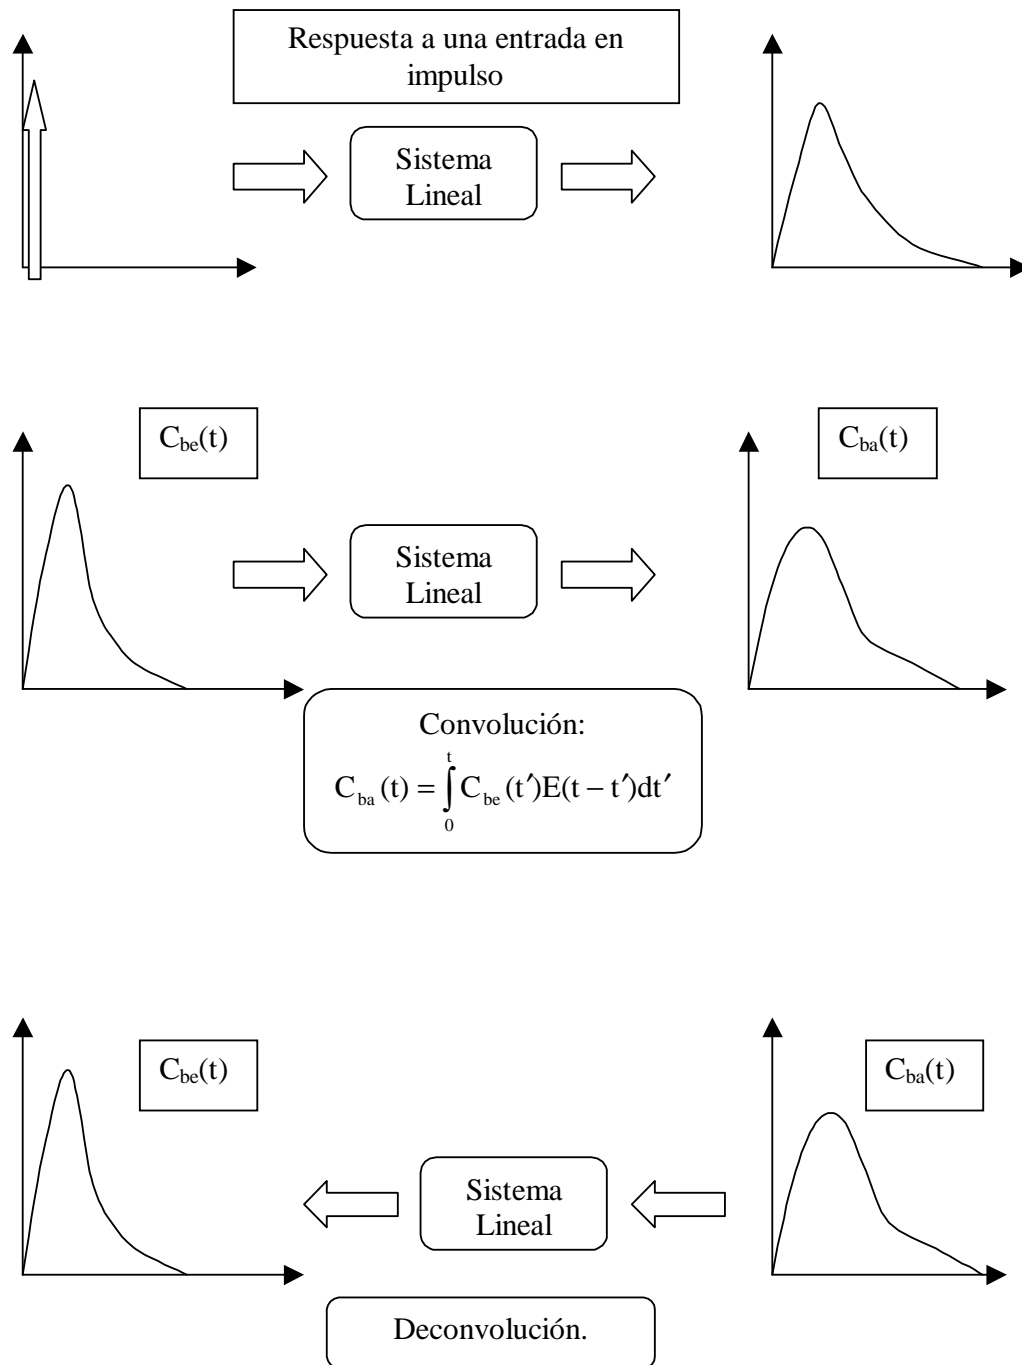 Respuesta a una entrada en
impulso
Sistema
Lineal
C_be(t)
C_ba(t)
Sistema
Lineal
Convolución:
C_ba(t) = ∫_0^t C_be(t′)E(t − t′)dt′
C_be(t)
C_ba(t)
Sistema
Lineal
Deconvolución.